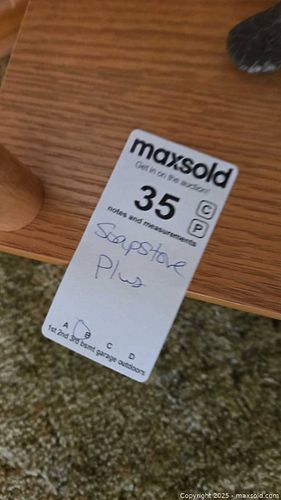 maxsold
Get in on the auction!
35
C
P
notes and measurements
Soapstone
Plus
A B C D
1st 2nd 3rd bsmt garage outdoors
Copyright 2025 - maxsold.com